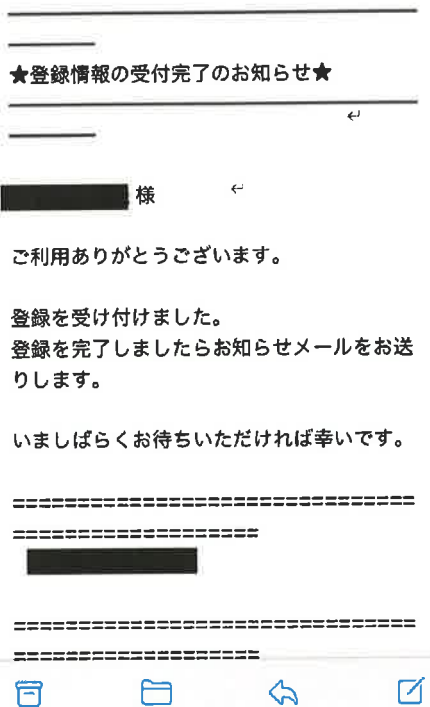 ★登録情報の受付完了のお知らせ★
様
ご利用ありがとうございます。
登録を受け付けました。
登録を完了しましたらお知らせメールをお送
りします。
いましばらくお待ちいただければ幸いです。
===============================
===================
===============================
===================